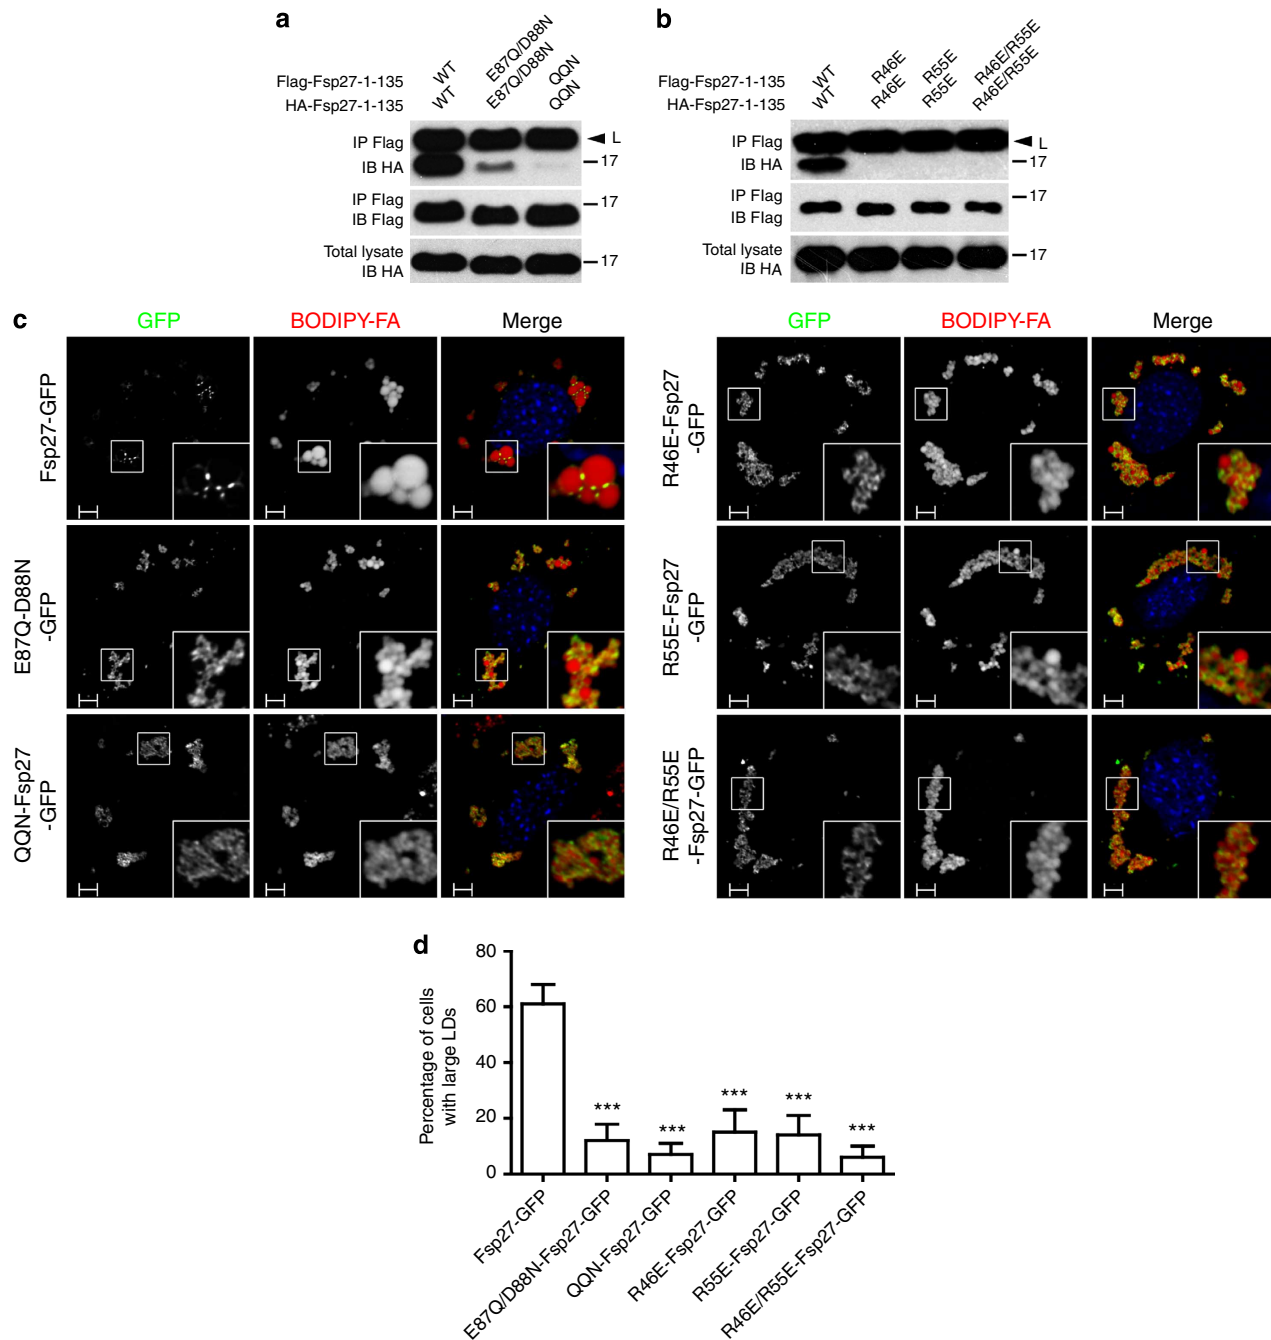 a
Flag-Fsp27-1-135 WT E87Q/D88N QQN
HA-Fsp27-1-135 WT E87Q/D88N QQN
IP Flag
IB HA
L
17
IP Flag
IB Flag
17
Total lysate
IB HA
17
b
Flag-Fsp27-1-135 WT R46E R55E R46E/R55E
HA-Fsp27-1-135 WT R46E R55E R46E/R55E
IP Flag
IB HA
L
17
IP Flag
IB Flag
17
Total lysate
IB HA
17
c
GFP BODIPY-FA Merge
Fsp27-GFP
E87Q-D88N
-GFP
QQN-Fsp27
-GFP
GFP BODIPY-FA Merge
R46E-Fsp27
-GFP
R55E-Fsp27
-GFP
R46E/R55E
-Fsp27-GFP
d
Percentage of cells
with large LDs
80
60
40
20
0
*** *** *** *** ***
Fsp27-GFP
E87Q/D88N-Fsp27-GFP
QQN-Fsp27-GFP
R46E-Fsp27-GFP
R55E-Fsp27-GFP
R46E/R55E-Fsp27-GFP